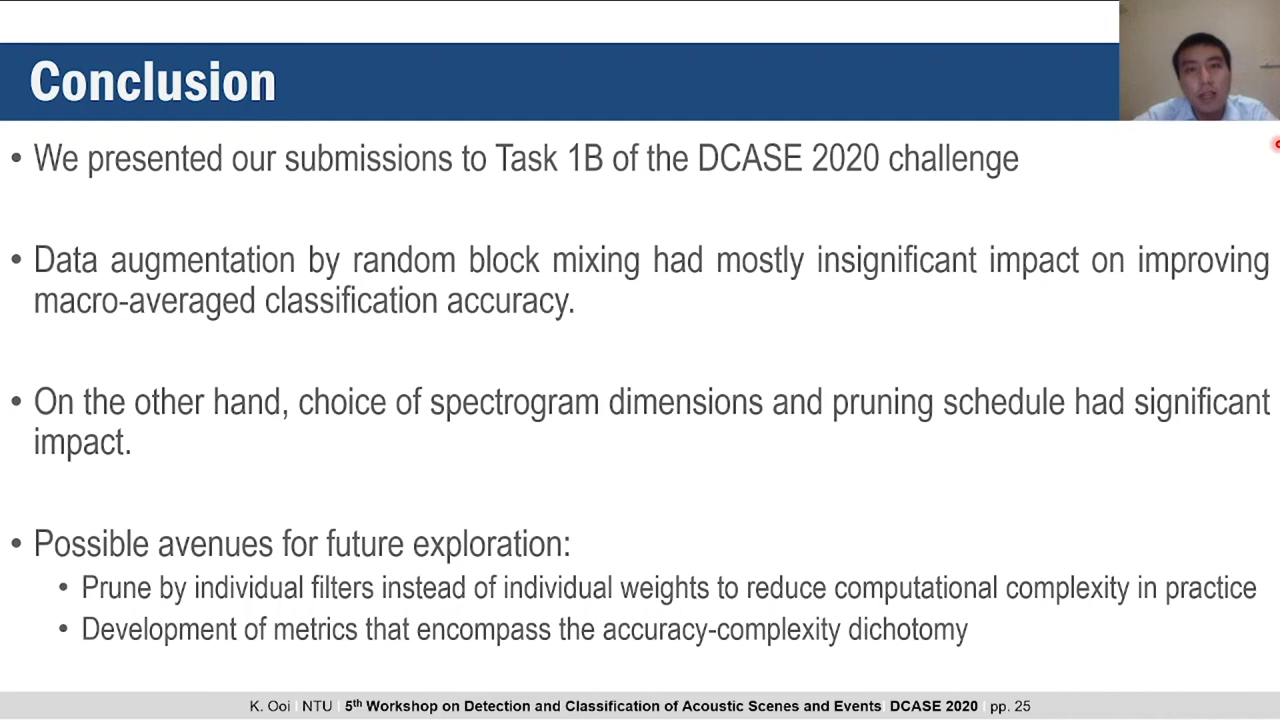 Conclusion
• We presented our submissions to Task 1B of the DCASE 2020 challenge
• Data augmentation by random block mixing had mostly insignificant impact on improving
macro-averaged classification accuracy.
• On the other hand, choice of spectrogram dimensions and pruning schedule had significant
impact.
• Possible avenues for future exploration:
• Prune by individual filters instead of individual weights to reduce computational complexity in practice
• Development of metrics that encompass the accuracy-complexity dichotomy
K. Ooi | NTU | 5th Workshop on Detection and Classification of Acoustic Scenes and Events | DCASE 2020 | pp. 25